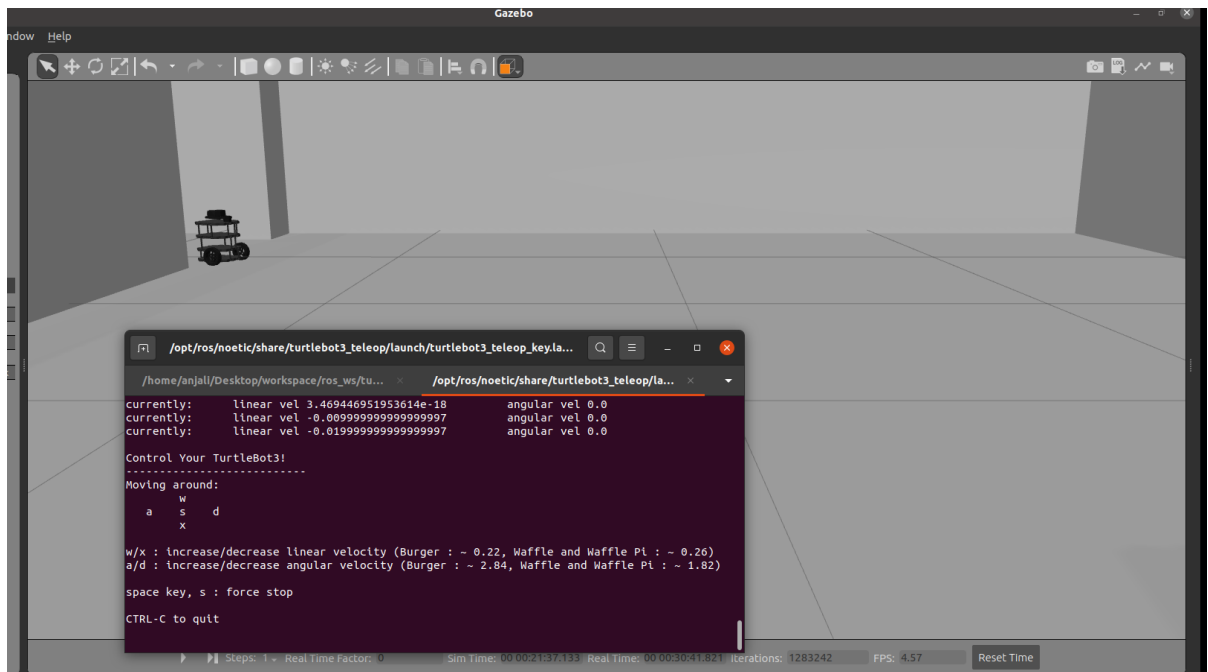 Gazebo
ndow Help
LOG
/opt/ros/noetic/share/turtlebot3_teleop/launch/turtlebot3_teleop_key.la...
/home/anjali/Desktop/workspace/ros_ws/tu... /opt/ros/noetic/share/turtlebot3_teleop/la...
currently: linear vel 3.469446951953614e-18 angular vel 0.0
currently: linear vel -0.009999999999999997 angular vel 0.0
currently: linear vel -0.019999999999999997 angular vel 0.0
Control Your TurtleBot3!
---------------------------
Moving around:
w
a s d
x
w/x : increase/decrease linear velocity (Burger : ~ 0.22, Waffle and Waffle Pi : ~ 0.26)
a/d : increase/decrease angular velocity (Burger : ~ 2.84, Waffle and Waffle Pi : ~ 1.82)
space key, s : force stop
CTRL-C to quit
Steps: 1 Real Time Factor: 0 Sim Time: 00 00:21:37.133 Real Time: 00 00:30:41.821 Iterations: 1283242 FPS: 4.57 Reset Time